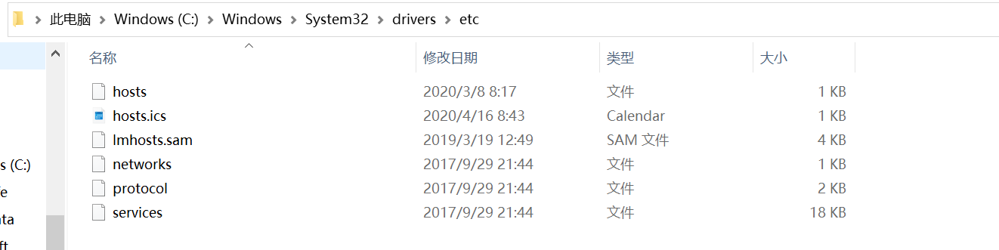 此电脑 Windows (C:) Windows System32 drivers etc
名称 修改日期 类型 大小
hosts 2020/3/8 8:17 文件 1 KB
hosts.ics 2020/4/16 8:43 Calendar 1 KB
lmhosts.sam 2019/3/19 12:49 SAM 文件 4 KB
networks 2017/9/29 21:44 文件 1 KB
s (C:)
protocol 2017/9/29 21:44 文件 2 KB
services 2017/9/29 21:44 文件 18 KB
ata